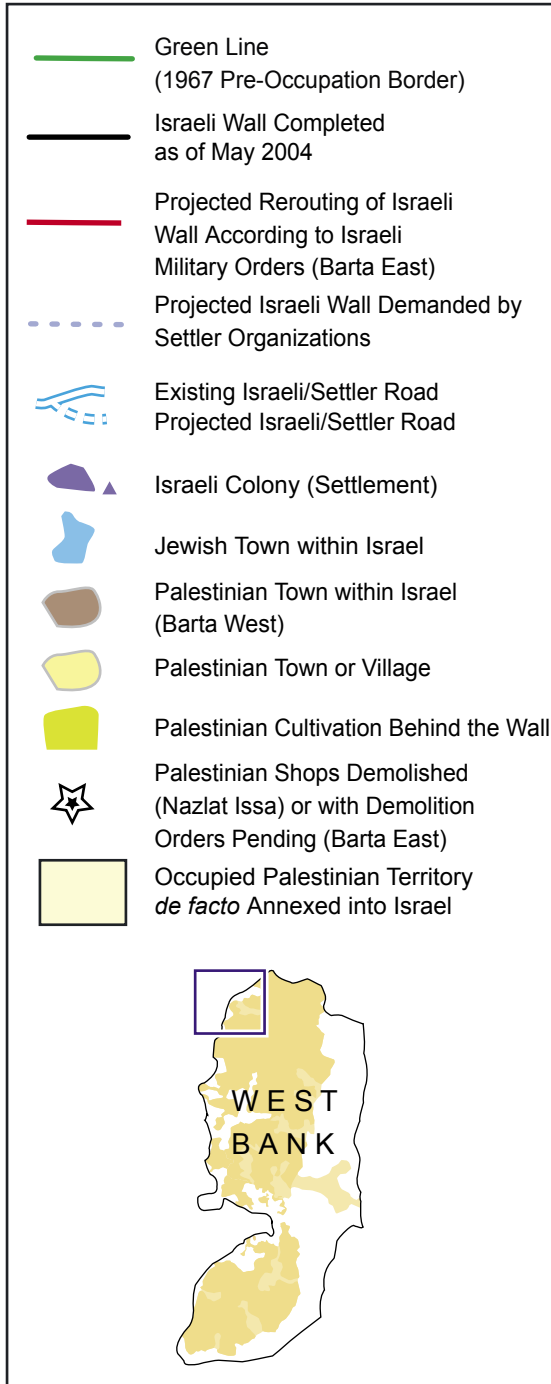 Green Line
(1967 Pre-Occupation Border)
Israeli Wall Completed
as of May 2004
Projected Rerouting of Israeli
Wall According to Israeli
Military Orders (Barta East)
Projected Israeli Wall Demanded by
Settler Organizations
Existing Israeli/Settler Road
Projected Israeli/Settler Road
Israeli Colony (Settlement)
Jewish Town within Israel
Palestinian Town within Israel
(Barta West)
Palestinian Town or Village
Palestinian Cultivation Behind the Wall
Palestinian Shops Demolished
(Nazlat Issa) or with Demolition
Orders Pending (Barta East)
Occupied Palestinian Territory
de facto Annexed into Israel
WEST
BANK